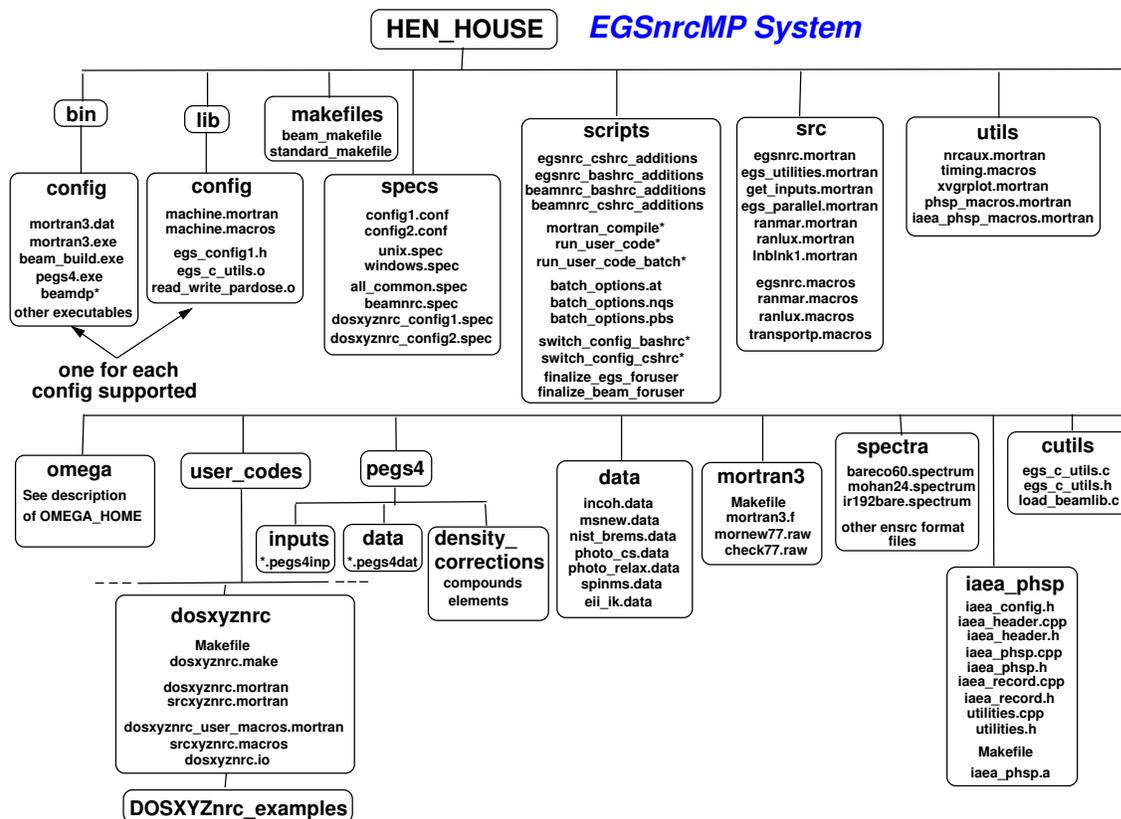 HEN_HOUSE
EGSnrcMP System
bin
config
mortran3.dat
mortran3.exe
beam_build.exe
pegs4.exe
beamdp*
other executables
lib
config
machine.mortran
machine.macros
egs_config1.h
egs_c_utils.o
read_write_pardose.o
one for each
config supported
makefiles
beam_makefile
standard_makefile
specs
config1.conf
config2.conf
unix.spec
windows.spec
all_common.spec
beamnrc.spec
dosxyznrc_config1.spec
dosxyznrc_config2.spec
scripts
egsnrc_cshrc_additions
egsnrc_bashrc_additions
beamnrc_bashrc_additions
beamnrc_cshrc_additions
mortran_compile*
run_user_code*
run_user_code_batch*
batch_options.at
batch_options.nqs
batch_options.pbs
switch_config_bashrc*
switch_config_cshrc*
finalize_egs_foruser
finalize_beam_foruser
src
egsnrc.mortran
egs_utilities.mortran
get_inputs.mortran
egs_parallel.mortran
ranmar.mortran
ranlux.mortran
lnblnk1.mortran
egsnrc.macros
ranmar.macros
ranlux.macros
transportp.macros
utils
nrcaux.mortran
timing.macros
xvgrplot.mortran
phsp_macros.mortran
iaea_phsp_macros.mortran
omega
See description
of OMEGA_HOME
user_codes
dosxyznrc
Makefile
dosxyznrc.make
dosxyznrc.mortran
srcxyznrc.mortran
dosxyznrc_user_macros.mortran
srcxyznrc.macros
dosxyznrc.io
DOSXYZnrc_examples
pegs4
inputs
*.pegs4inp
data
*.pegs4dat
density_
corrections
compounds
elements
data
incoh.data
msnew.data
nist_brems.data
photo_cs.data
photo_relax.data
spinms.data
eii_ik.data
mortran3
Makefile
mortran3.f
mornew77.raw
check77.raw
spectra
bareco60.spectrum
mohan24.spectrum
ir192bare.spectrum
other ensrc format
files
iaea_phsp
iaea_config.h
iaea_header.cpp
iaea_header.h
iaea_phsp.cpp
iaea_phsp.h
iaea_record.cpp
iaea_record.h
utilities.cpp
utilities.h
Makefile
iaea_phsp.a
cutils
egs_c_utils.c
egs_c_utils.h
load_beamlib.c